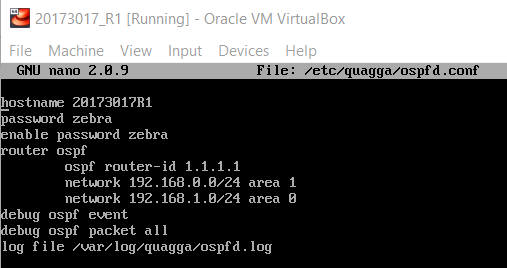 20173017_R1 [Running] - Oracle VM VirtualBox
File Machine View Input Devices Help
GNU nano 2.0.9 File: /etc/quagga/ospfd.conf
hostname 20173017R1
password zebra
enable password zebra
router ospf
ospf router-id 1.1.1.1
network 192.168.0.0/24 area 1
network 192.168.1.0/24 area 0
debug ospf event
debug ospf packet all
log file /var/log/quagga/ospfd.log